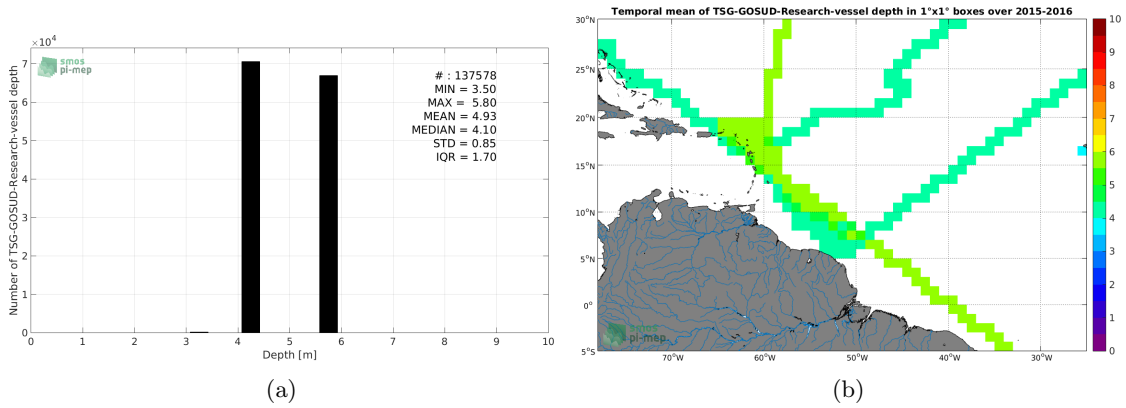 ×10⁴
smos
pi-mep
# : 137578
MIN = 3.50
MAX = 5.80
MEAN = 4.93
MEDIAN = 4.10
STD = 0.85
IQR = 1.70
Number of TSG-GOSUD-Research-vessel depth
7
6
5
4
3
2
1
0
0 1 2 3 4 5 6 7 8 9 10
Depth [m]
(a)
Temporal mean of TSG-GOSUD-Research-vessel depth in 1°x1° boxes over 2015-2016
30°N
25°N
20°N
15°N
10°N
5°N
0°
5°S
70°W 60°W 50°W 40°W 30°W
smos
pi-mep
10
9
8
7
6
5
4
3
2
1
0
(b)